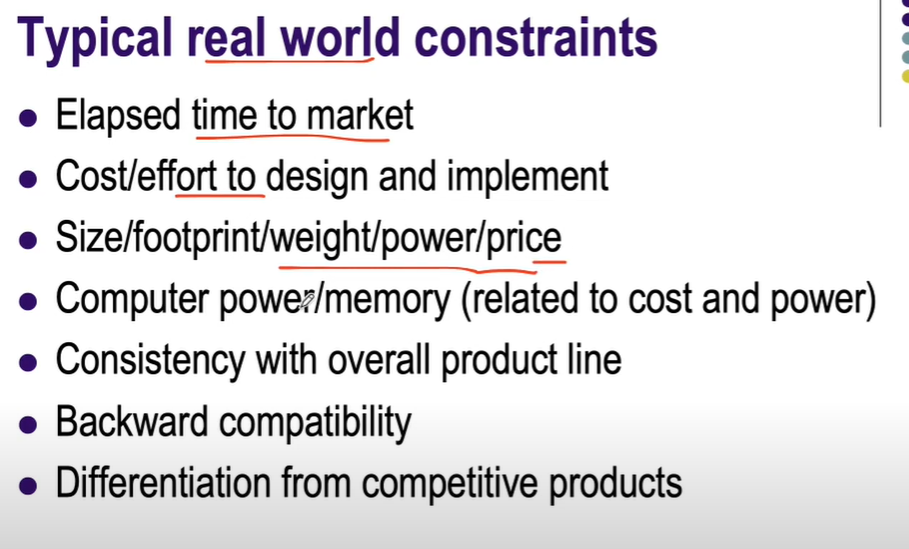 Typical real world constraints
Elapsed time to market
Cost/effort to design and implement
Size/footprint/weight/power/price
Computer power/memory (related to cost and power)
Consistency with overall product line
Backward compatibility
Differentiation from competitive products